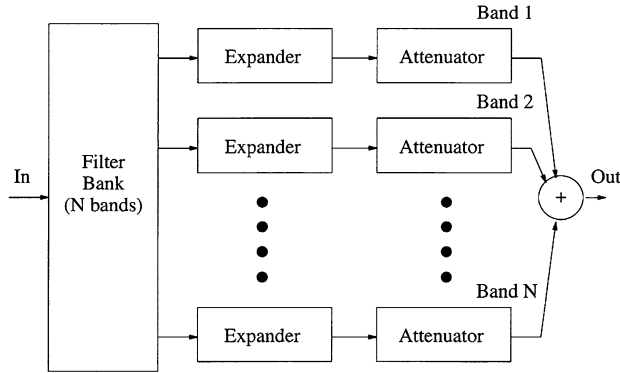 Band 1
Expander
Attenuator
Band 2
Expander
Attenuator
Filter
Bank
(N bands)
In
Out
+
Band N
Expander
Attenuator